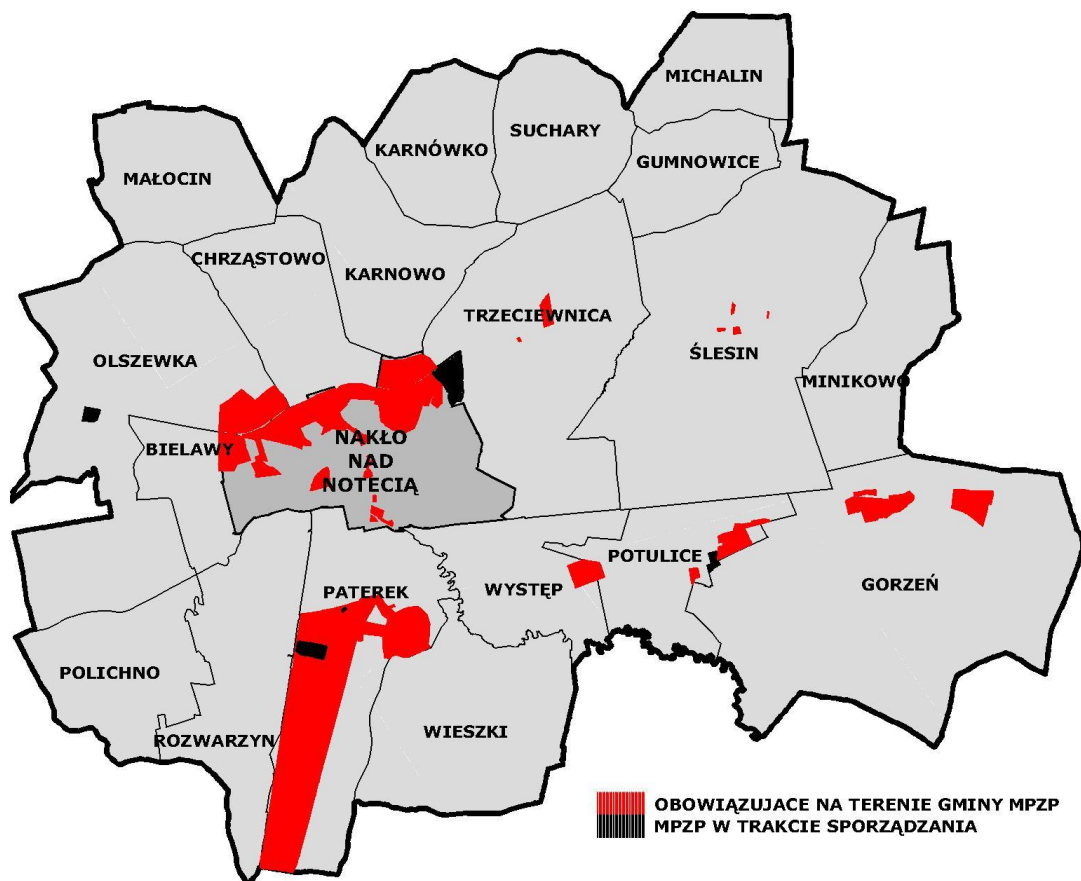 MICHALIN
SUCHARY
KARNÓWKO
GUMNOWICE
MAŁOCIN
CHRZĄSTOWO
KARNOWO
TRZECIEWNICA
OLSZEWKA
ŚLESIN
MINIKOWO
BIELAWY
NAKŁO
NAD
NOTECIĄ
POTULICE
WYSTĘP
GORZEŃ
PATEREK
POLICHNO
ROZWARZYN
WIESZKI
OBOWIĄZUJACE NA TERENIE GMINY MPZP
MPZP W TRAKCIE SPORZĄDZANIA